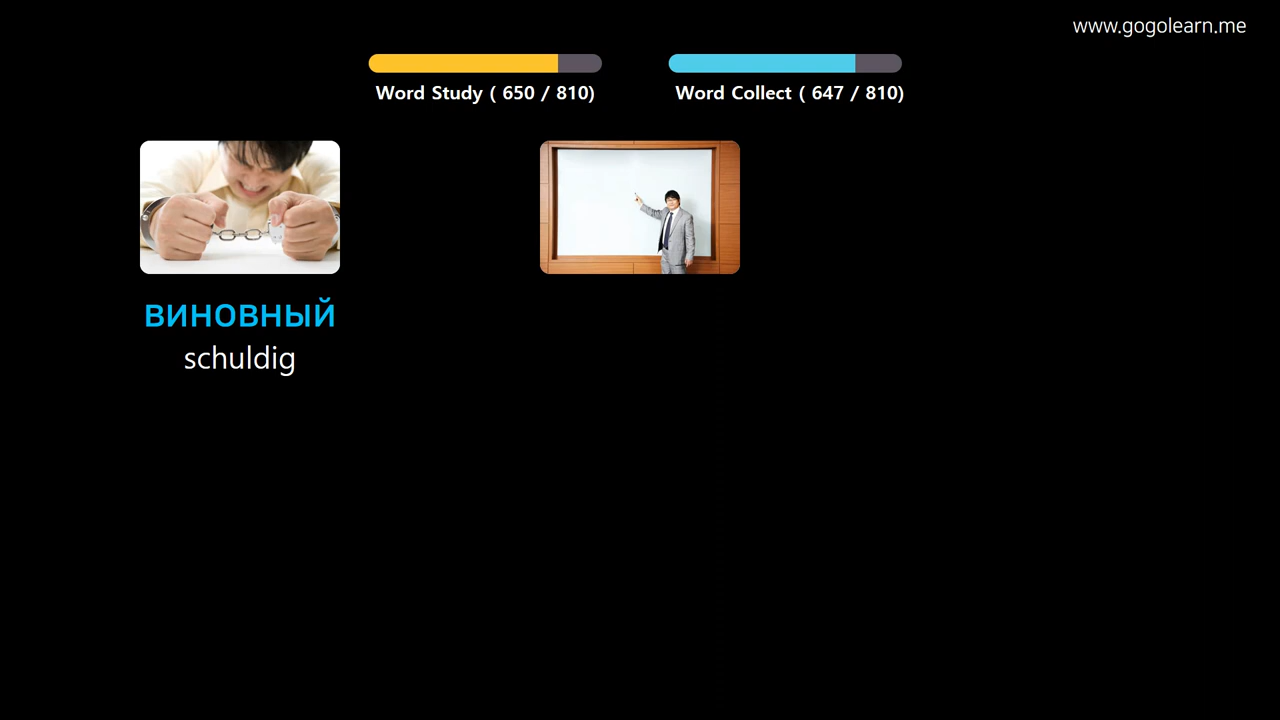 www.gogolearn.me
Word Study ( 650 / 810)
Word Collect ( 647 / 810)
виновный
schuldig